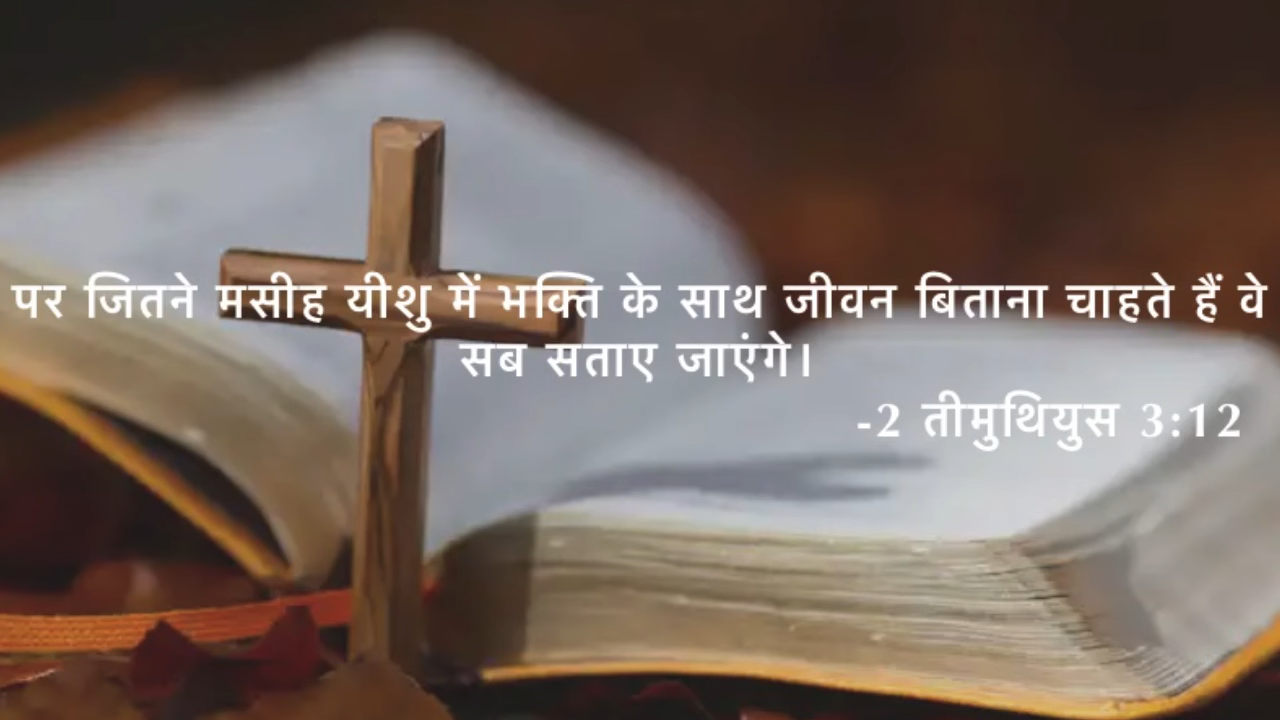 पर जितने मसीह यीशु में भक्ति के साथ जीवन बिताना चाहते हैं वे
सब सताए जाएंगे।
-2 तीमुथियुस 3:12